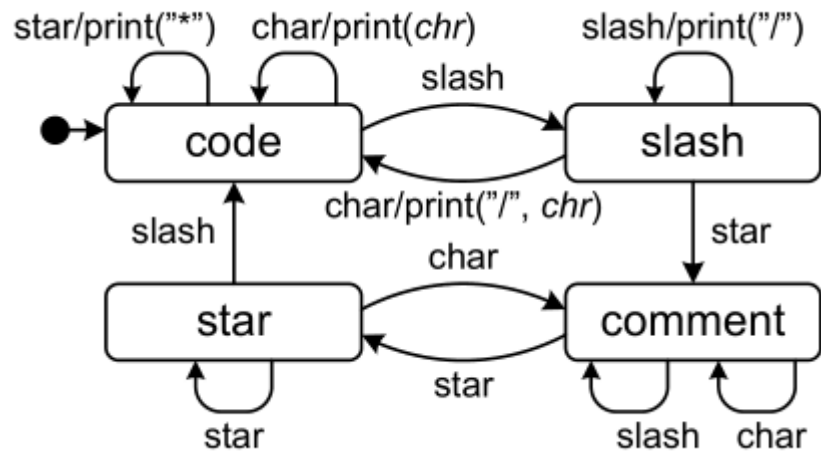 star/print("*") char/print(chr) slash/print("/")
slash
code slash
char/print("/", chr)
slash star
char
star comment
star
star slash char